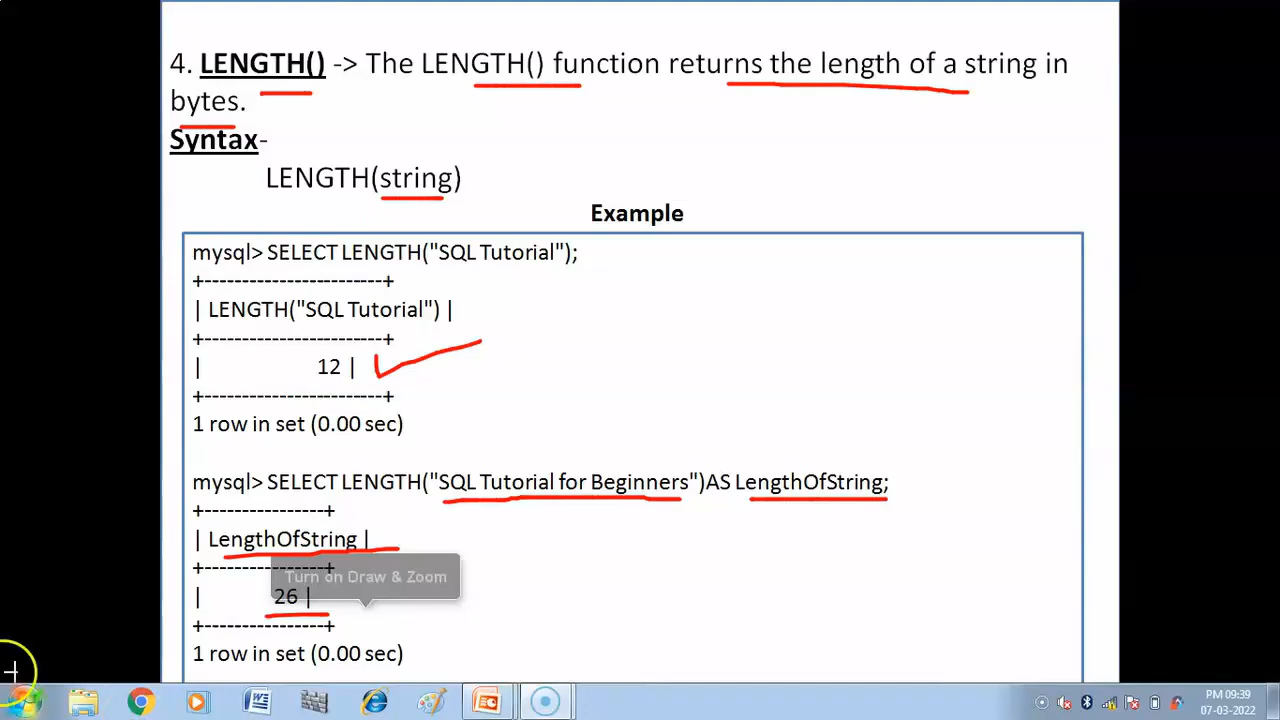 4. LENGTH() -> The LENGTH() function returns the length of a string in
bytes.
Syntax-
LENGTH(string)
Example
mysql> SELECT LENGTH("SQL Tutorial");
+------------------------+
| LENGTH("SQL Tutorial") |
+------------------------+
| 12 |
+------------------------+
1 row in set (0.00 sec)
mysql> SELECT LENGTH("SQL Tutorial for Beginners")AS LengthOfString;
+----------------+
| LengthOfString |
+----------------+
Turn on Draw & Zoom
| 26 |
+----------------+
1 row in set (0.00 sec)
PM 09:39
07-03-2022